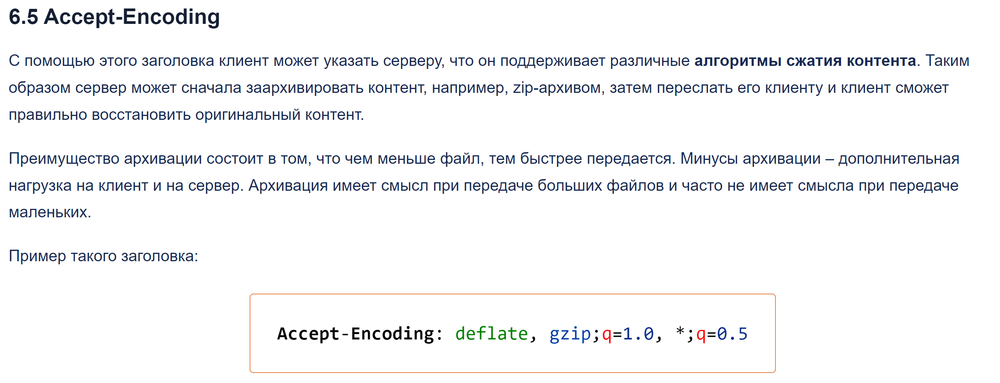 6.5 Accept-Encoding
С помощью этого заголовка клиент может указать серверу, что он поддерживает различные алгоритмы сжатия контента. Таким
образом сервер может сначала заархивировать контент, например, zip-архивом, затем переслать его клиенту и клиент сможет
правильно восстановить оригинальный контент.
Преимущество архивации состоит в том, что чем меньше файл, тем быстрее передается. Минусы архивации – дополнительная
нагрузка на клиент и на сервер. Архивация имеет смысл при передаче больших файлов и часто не имеет смысла при передаче
маленьких.
Пример такого заголовка:
Accept-Encoding: deflate, gzip;q=1.0, *;q=0.5